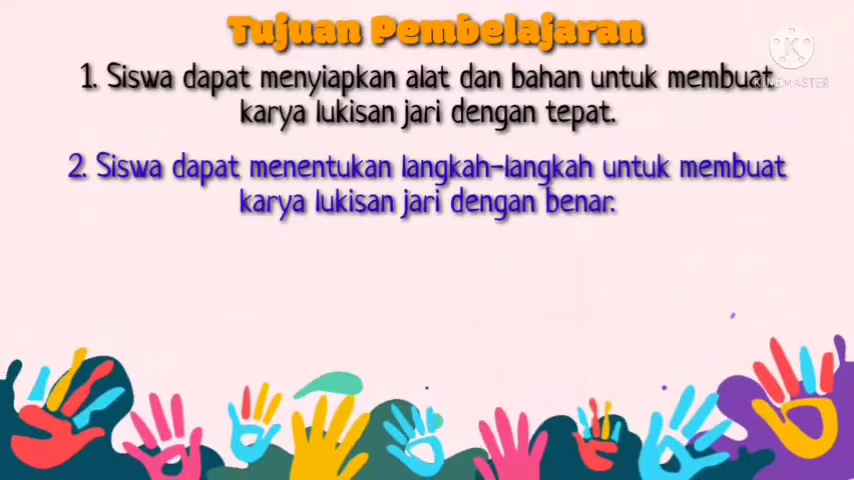 Tujuan Pembelajaran
1. Siswa dapat menyiapkan alat dan bahan untuk membuat
karya lukisan jari dengan tepat.
2. Siswa dapat menentukan langkah-langkah untuk membuat
karya lukisan jari dengan benar.
K
KINEMASTER